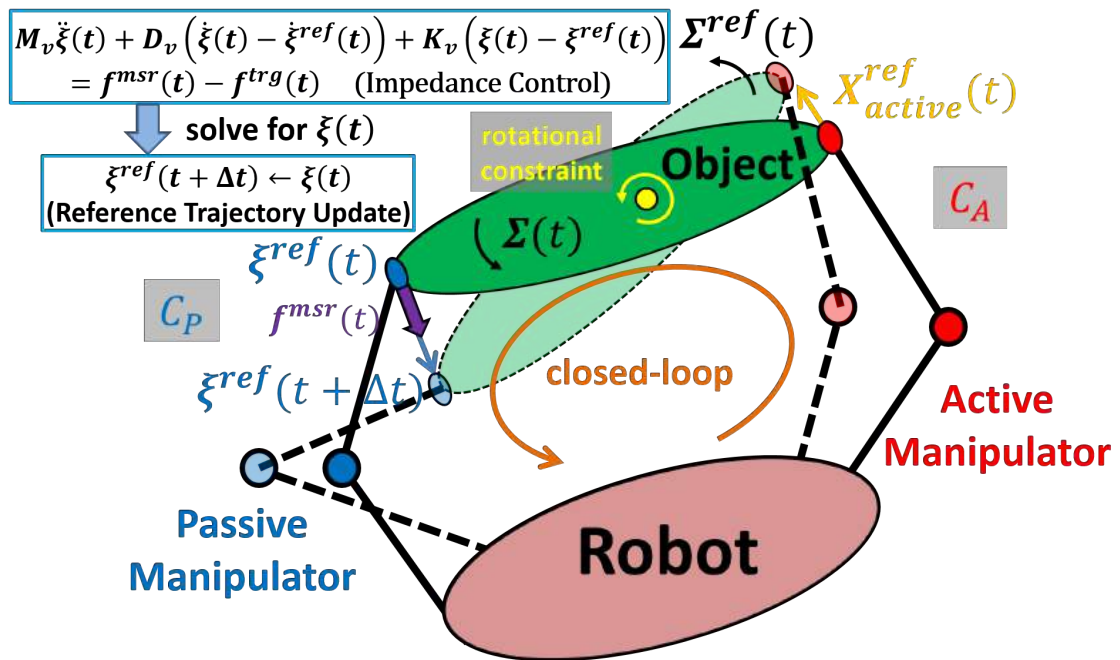 M_v ξ̈(t) + D_v (ξ̇(t) − ξ̇^ref(t)) + K_v (ξ(t) − ξ^ref(t))
= f^msr(t) − f^trg(t) (Impedance Control)
solve for ξ(t)
ξ^ref(t + Δt) ← ξ(t)
(Reference Trajectory Update)
Σ^ref(t)
X^ref_active(t)
rotational
constraint
Object
C_A
Σ(t)
ξ^ref(t)
C_P
f^msr(t)
ξ^ref(t + Δt)
closed-loop
Active
Manipulator
Passive
Manipulator
Robot